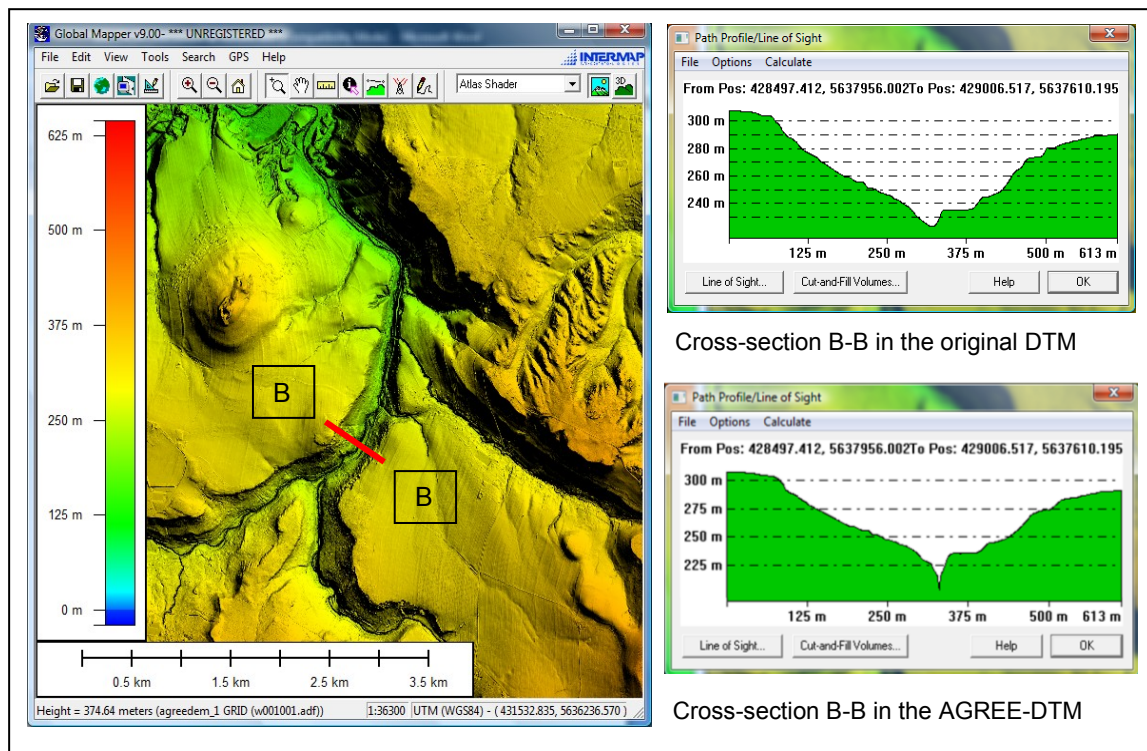 Global Mapper v9.00- *** UNREGISTERED ***
File Edit View Tools Search GPS Help
INTERMAP
Atlas Shader
3D
625 m
500 m
375 m
250 m
125 m
0 m
B
B
0.5 km 1.5 km 2.5 km 3.5 km
Height = 374.64 meters (agreedem_1 GRID (w001001.adf)) 1:36300 UTM (WGS84) - ( 431532.835, 5636236.570 )
Path Profile/Line of Sight
File Options Calculate
From Pos: 428497.412, 5637956.002To Pos: 429006.517, 5637610.195
300 m
280 m
260 m
240 m
125 m 250 m 375 m 500 m 613 m
Line of Sight... Cut-and-Fill Volumes... Help OK
Cross-section B-B in the original DTM
Path Profile/Line of Sight
File Options Calculate
From Pos: 428497.412, 5637956.002To Pos: 429006.517, 5637610.195
300 m
275 m
250 m
225 m
125 m 250 m 375 m 500 m 613 m
Line of Sight... Cut-and-Fill Volumes... Help OK
Cross-section B-B in the AGREE-DTM